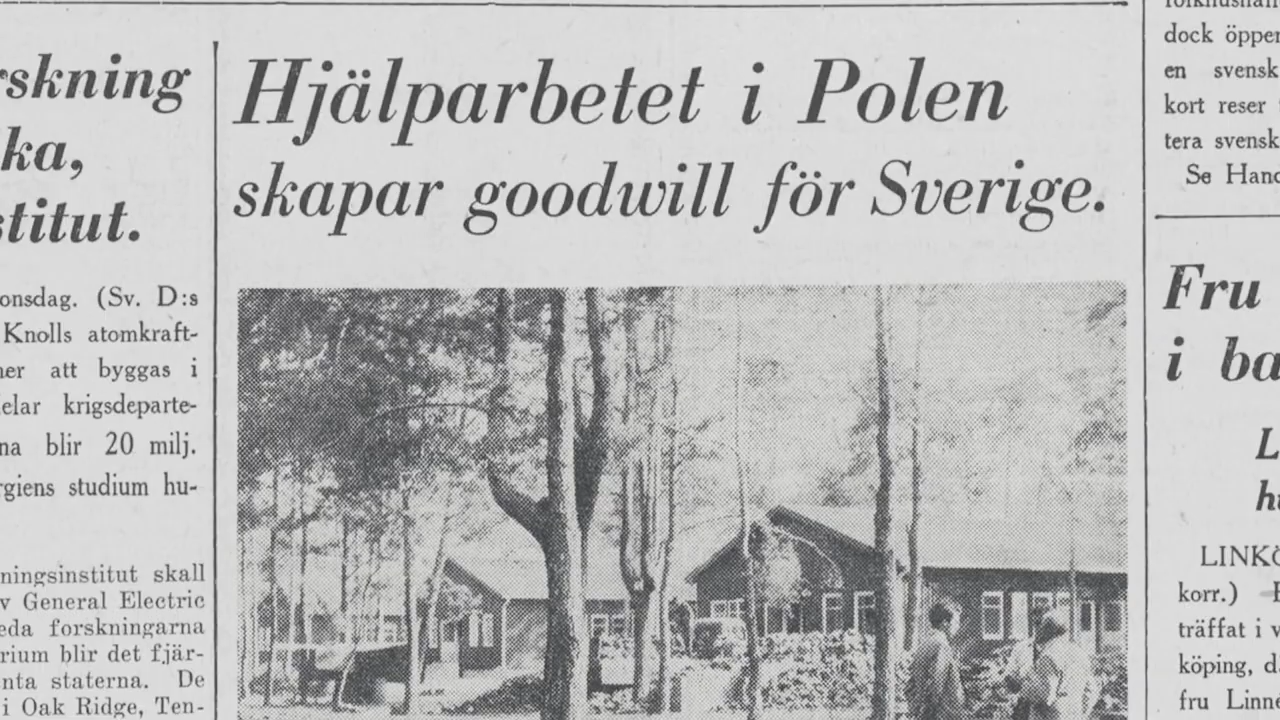 rskning
ka,
stitut.
onsdag. (Sv. D:s
Knolls atomkraft-
ner att byggas i
elar krigsdeparte-
na blir 20 milj.
rgiens studium hu-
ningsinstitut skall
v General Electric
eda forskningarna
rium blir det fjär-
nta staterna. De
i Oak Ridge, Ten-
Hjälparbetet i Polen
skapar goodwill för Sverige.
dock öppen
en svensk
kort reser
tera svensk
Se Hand
Fru
i ba
L
h
LINKÖ
korr.)
träffat i v
köping, d
fru Linne